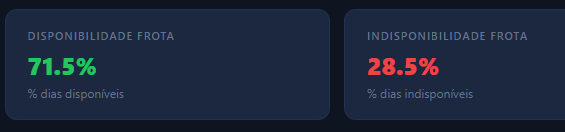 DISPONIBILIDADE FROTA
71.5%
% dias disponíveis
INDISPONIBILIDADE FROTA
28.5%
% dias indisponíveis